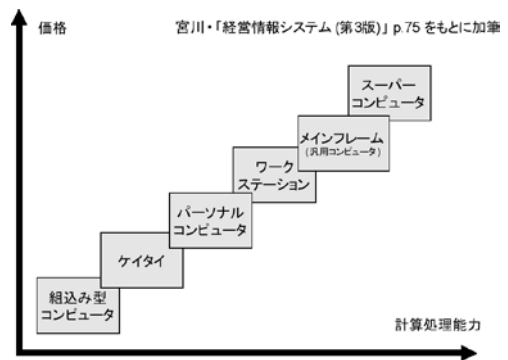 価格
宮川・「経営情報システム (第3版)」 p.75 をもとに加筆
スーパー
コンピュータ
メインフレーム
(汎用コンピュータ)
ワーク
ステーション
パーソナル
コンピュータ
ケイタイ
組込み型
コンピュータ
計算処理能力